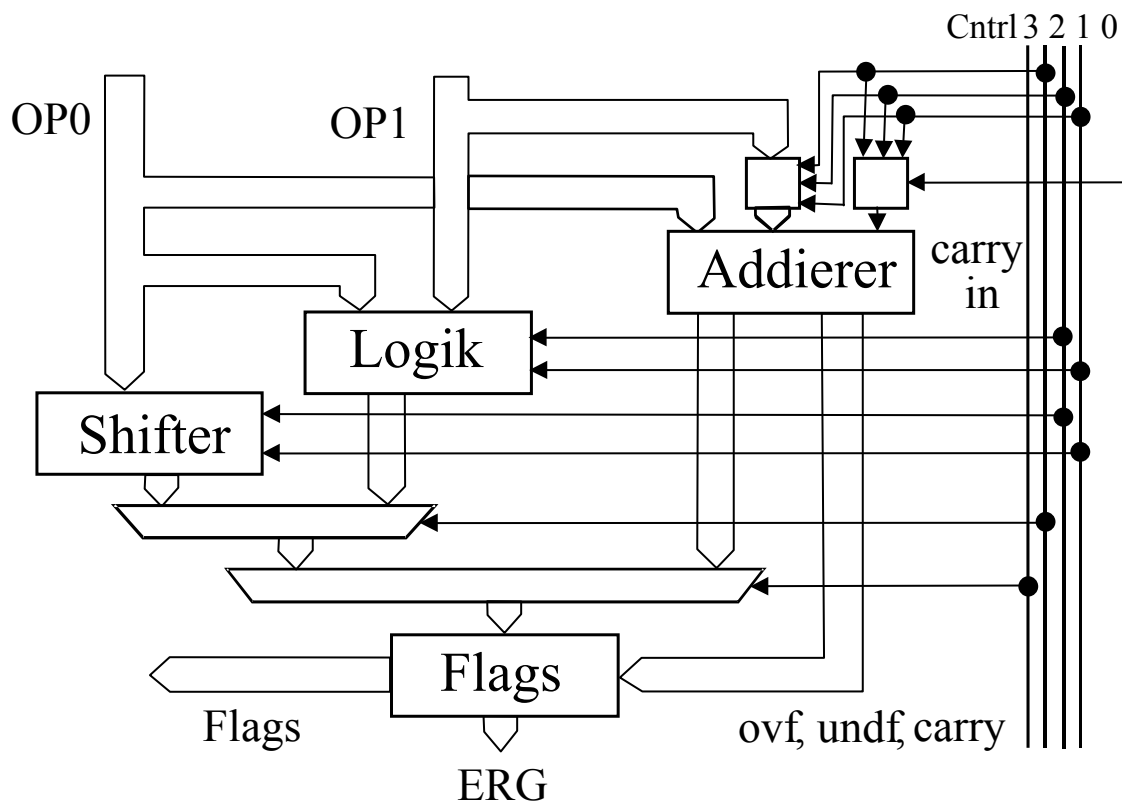 Cntrl 3 2 1 0
OP0
OP1
Addierer
carry
in
Logik
Shifter
Flags
Flags
ovf, undf, carry
ERG